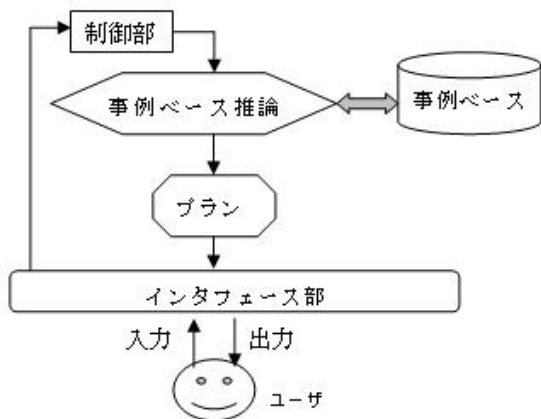 制御部
事例ベース推論
事例ベース
プラン
インタフェース部
入力
出力
ユーザ